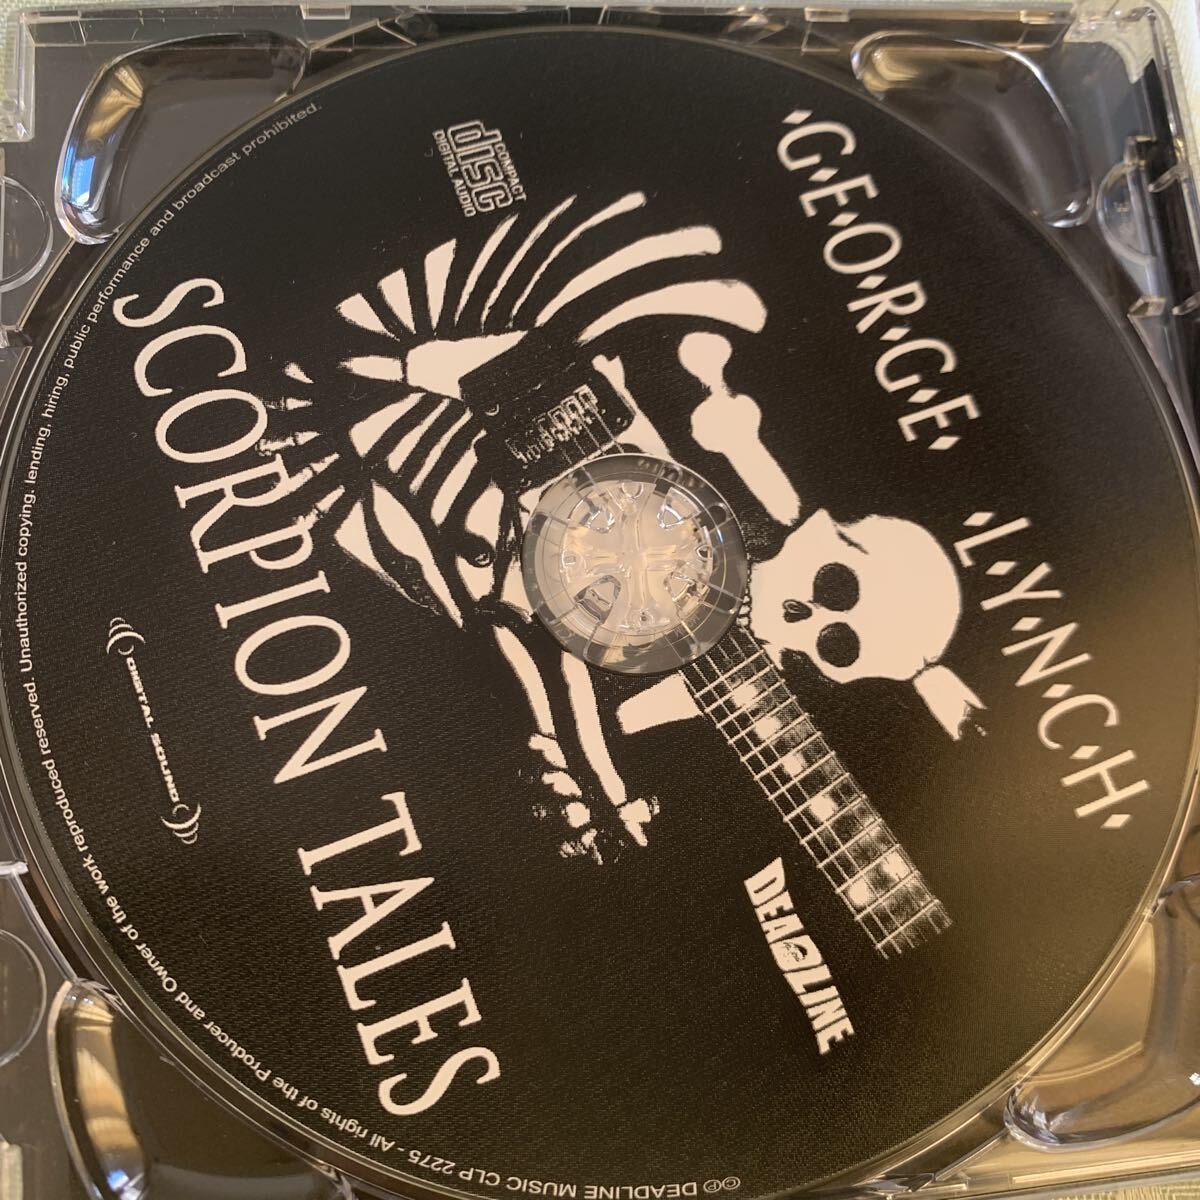 ·G·E·O·R·G·E· ·L·Y·N·C·H·
COMPACT
disc
DIGITAL AUDIO
SCORPION TALES
DIGITAL SOUND
DEADLINE
℗© DEADLINE MUSIC CLP 2275 - All rights of the Producer and Owner of the work reproduced reserved. Unauthorized copying, lending, hiring, public performance and broadcast prohibited.